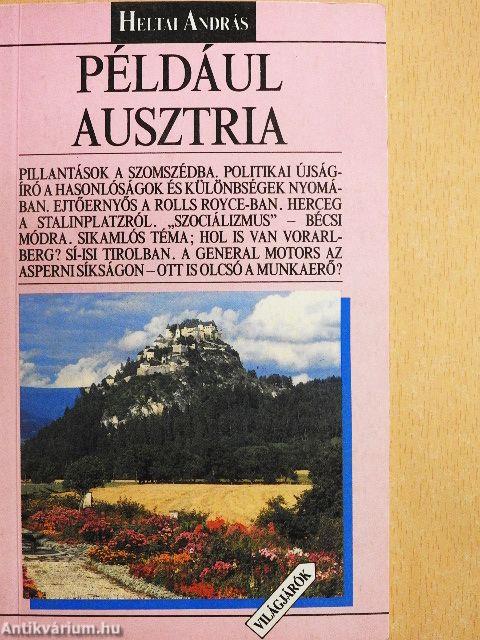 HELTAI ANDRÁS
PÉLDÁUL
AUSZTRIA
PILLANTÁSOK A SZOMSZÉDBA. POLITIKAI ÚJSÁG-
ÍRÓ A HASONLÓSÁGOK ÉS KÜLÖNBSÉGEK NYOMÁ-
BAN. EJTŐERNYŐS A ROLLS ROYCE-BAN. HERCEG
A STALINPLATZRÓL. „SZOCIÁLIZMUS” – BÉCSI
MÓDRA. SIKAMLÓS TÉMA; HOL IS VAN VORARL-
BERG? SÍ-ISI TIROLBAN. A GENERAL MOTORS AZ
ASPERNI SÍKSÁGON – OTT IS OLCSÓ A MUNKAERŐ?
VILÁGJÁRÓK
Antikvárium.hu